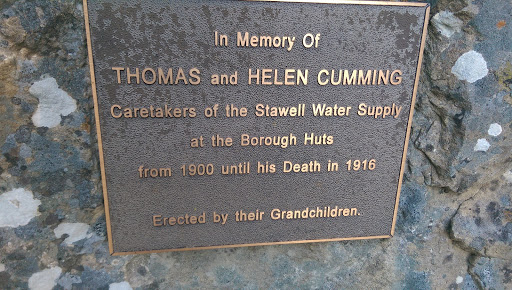 In Memory Of
THOMAS and HELEN CUMMING
Caretakers of the Stawell Water Supply
at the Borough Huts
from 1900 until his Death in 1916
Erected by their Grandchildren.